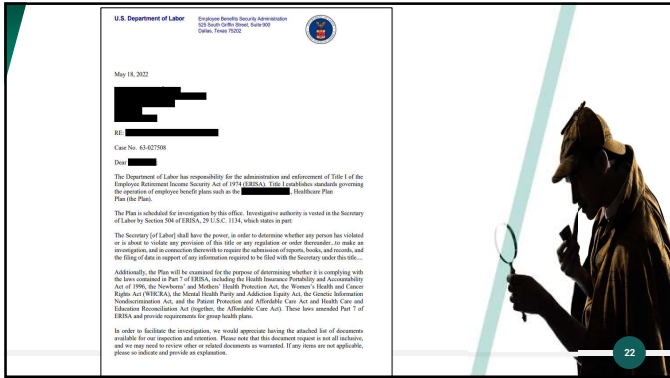 U.S. Department of Labor
Employee Benefits Security Administration
525 South Griffin Street, Suite 900
Dallas, Texas 75202
May 18, 2022
RE:
Case No. 63-027508
Dear :
The Department of Labor has responsibility for the administration and enforcement of Title I of the
Employee Retirement Income Security Act of 1974 (ERISA). Title I establishes standards governing
the operation of employee benefit plans such as the , Healthcare Plan
Plan (the Plan).
The Plan is scheduled for investigation by this office. Investigative authority is vested in the Secretary
of Labor by Section 504 of ERISA, 29 U.S.C. 1134, which states in part:
The Secretary [of Labor] shall have the power, in order to determine whether any person has violated
or is about to violate any provision of this title or any regulation or order thereunder...to make an
investigation, and in connection therewith to require the submission of reports, books, and records, and
the filing of data in support of any information required to be filed with the Secretary under this title....
Additionally, the Plan will be examined for the purpose of determining whether it is complying with
the laws contained in Part 7 of ERISA, including the Health Insurance Portability and Accountability
Act of 1996, the Newborns' and Mothers' Health Protection Act, the Women's Health and Cancer
Rights Act (WHCRA), the Mental Health Parity and Addiction Equity Act, the Genetic Information
Nondiscrimination Act, and the Patient Protection and Affordable Care Act and Health Care and
Education Reconciliation Act (together, the Affordable Care Act). These laws amended Part 7 of
ERISA and provide requirements for group health plans.
In order to facilitate the investigation, we would appreciate having the attached list of documents
available for our inspection and retention. Please note that this document request is not all inclusive,
and we may need to review other or related documents as warranted. If any items are not applicable,
please so indicate and provide an explanation.
22